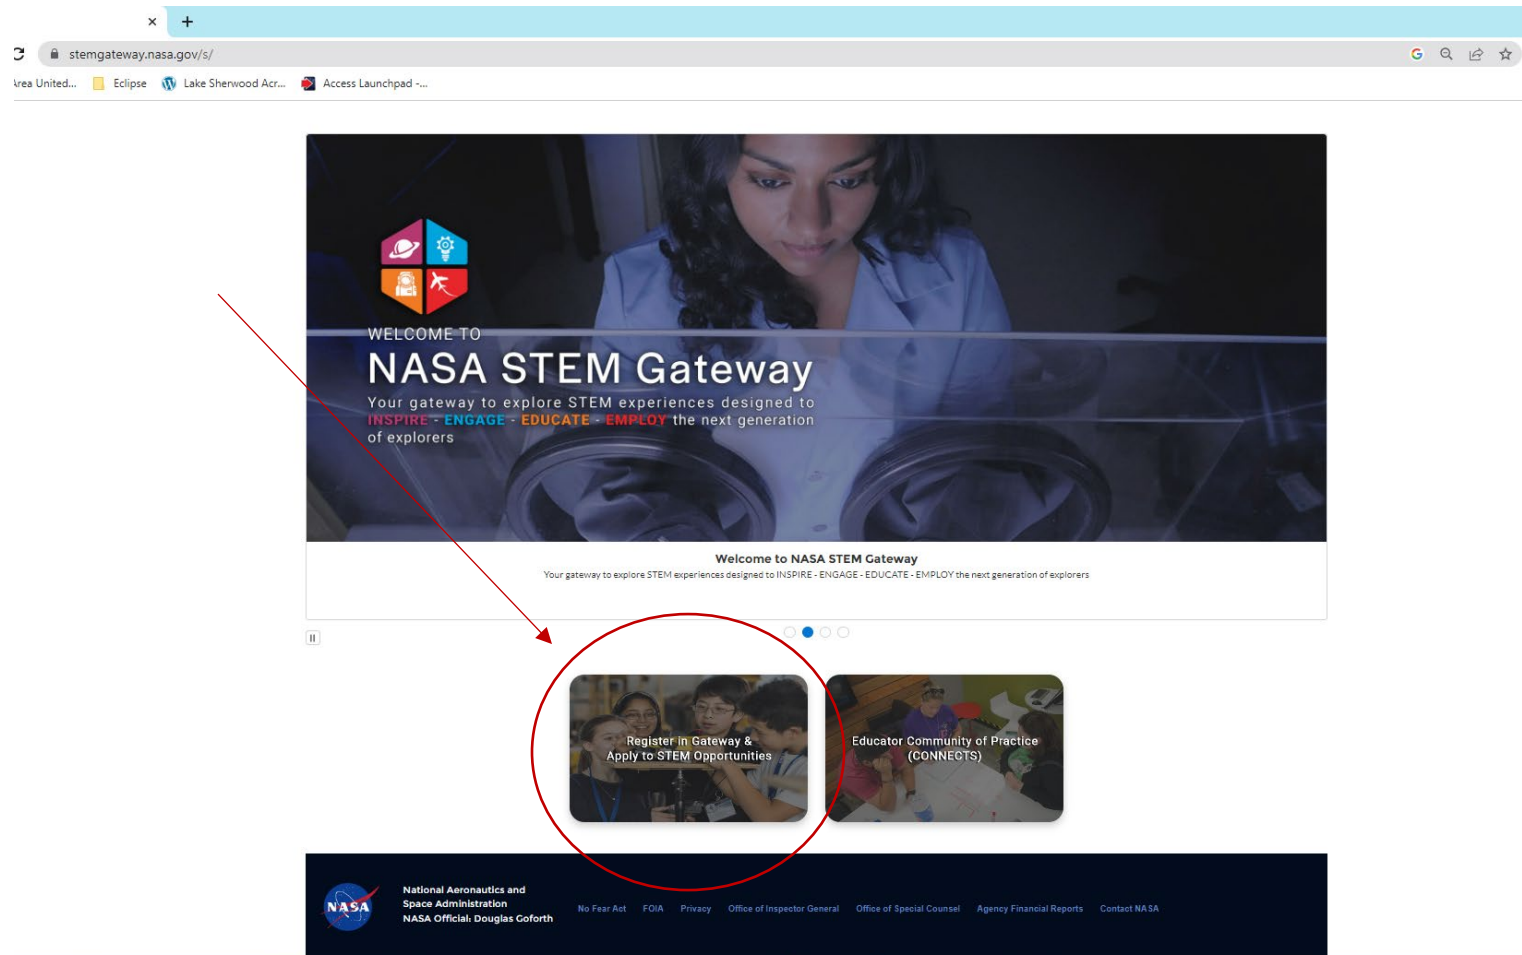 stemgateway.nasa.gov/s/
Area United...
Eclipse
Lake Sherwood Acr...
Access Launchpad -...
WELCOME TO
NASA STEM Gateway
Your gateway to explore STEM experiences designed to
INSPIRE - ENGAGE - EDUCATE - EMPLOY the next generation
of explorers
Welcome to NASA STEM Gateway
Your gateway to explore STEM experiences designed to INSPIRE - ENGAGE - EDUCATE - EMPLOY the next generation of explorers
Register in Gateway &
Apply to STEM Opportunities
Educator Community of Practice
(CONNECTS)
NASA
National Aeronautics and
Space Administration
NASA Official: Douglas Goforth
No Fear Act
FOIA
Privacy
Office of Inspector General
Office of Special Counsel
Agency Financial Reports
Contact NASA